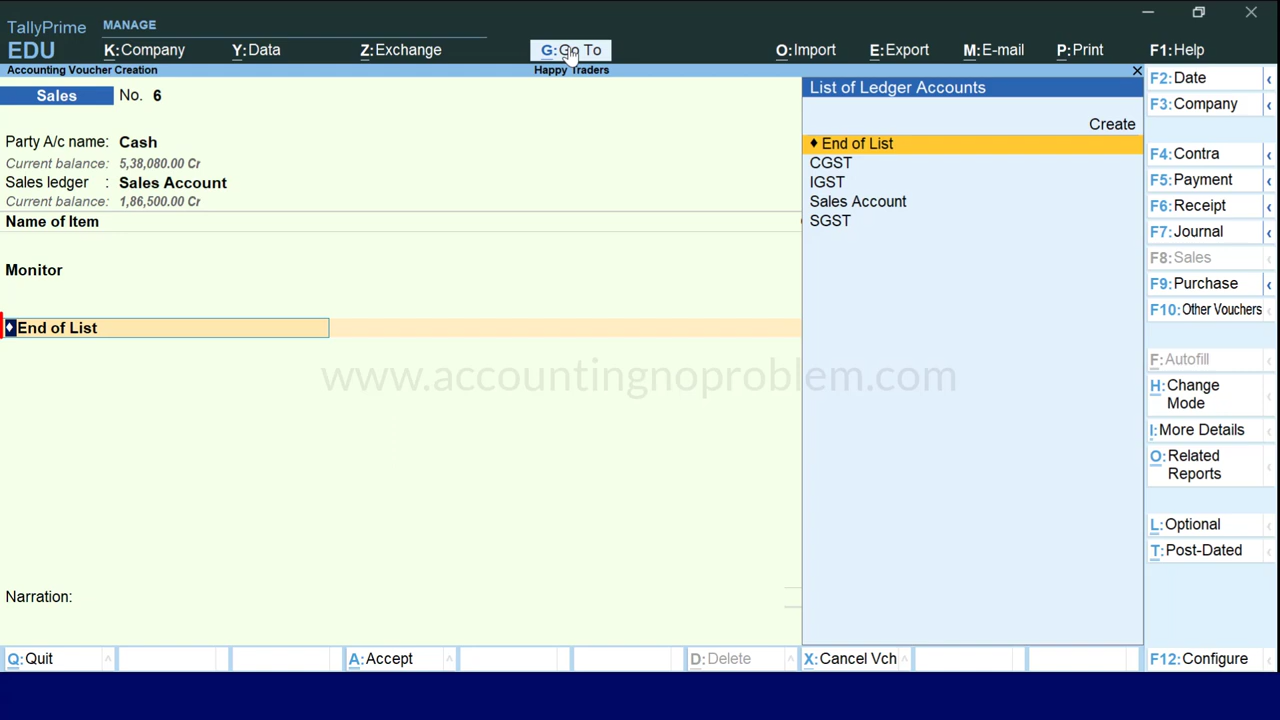 TallyPrime
EDU
MANAGE
K:Company Y:Data Z:Exchange G:Go To O:Import E:Export M:E-mail P:Print F1:Help
Accounting Voucher Creation Happy Traders
Sales No. 6
Party A/c name: Cash
Current balance: 5,38,080.00 Cr
Sales ledger : Sales Account
Current balance: 1,86,500.00 Cr
Name of Item
Monitor
♦ End of List
www.accountingnoproblem.com
Narration:
List of Ledger Accounts
Create
♦ End of List
CGST
IGST
Sales Account
SGST
F2:Date
F3:Company
F4:Contra
F5:Payment
F6:Receipt
F7:Journal
F8:Sales
F9:Purchase
F10:Other Vouchers
F:Autofill
H:Change
Mode
I:More Details
O:Related
Reports
L:Optional
T:Post-Dated
Q:Quit A:Accept D:Delete X:Cancel Vch F12:Configure